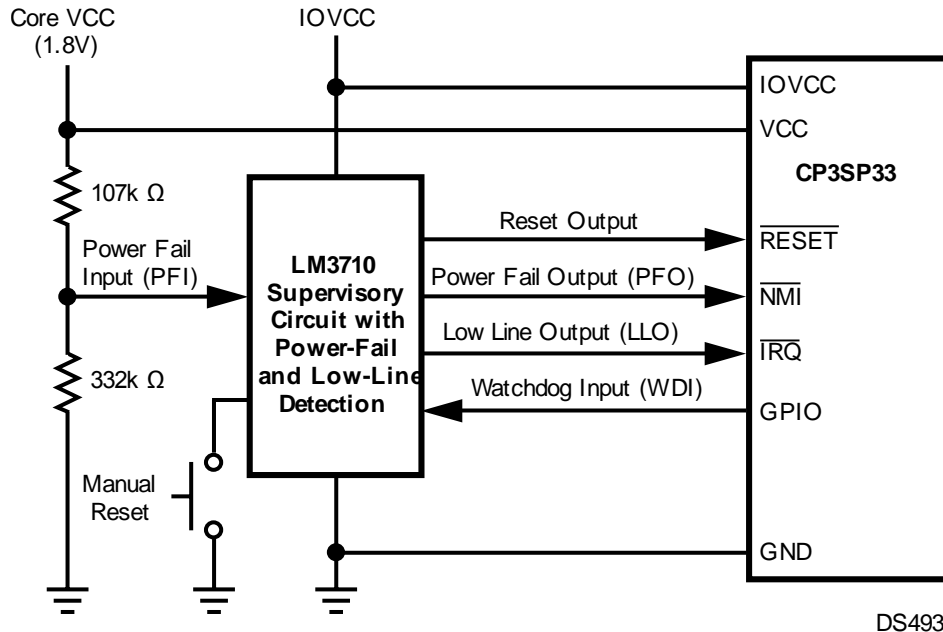 Core VCC
(1.8V)
IOVCC
IOVCC
VCC
CP3SP33
107k Ω
Reset Output
RESET
Power Fail
Input (PFI)
LM3710
Supervisory
Circuit with
Power-Fail
and Low-Line
Detection
Power Fail Output (PFO)
NMI
Low Line Output (LLO)
IRQ
332k Ω
Watchdog Input (WDI)
GPIO
Manual
Reset
GND
DS493